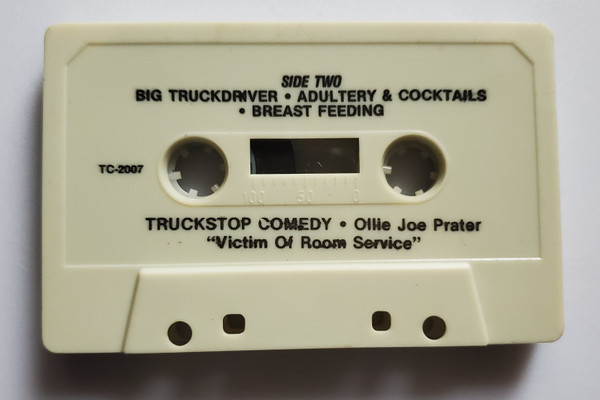 SIDE TWO
BIG TRUCKDRIVER • ADULTERY & COCKTAILS
• BREAST FEEDING
TC-2007
100 50 0
TRUCKSTOP COMEDY • Ollie Joe Prater
"Victim Of Room Service"